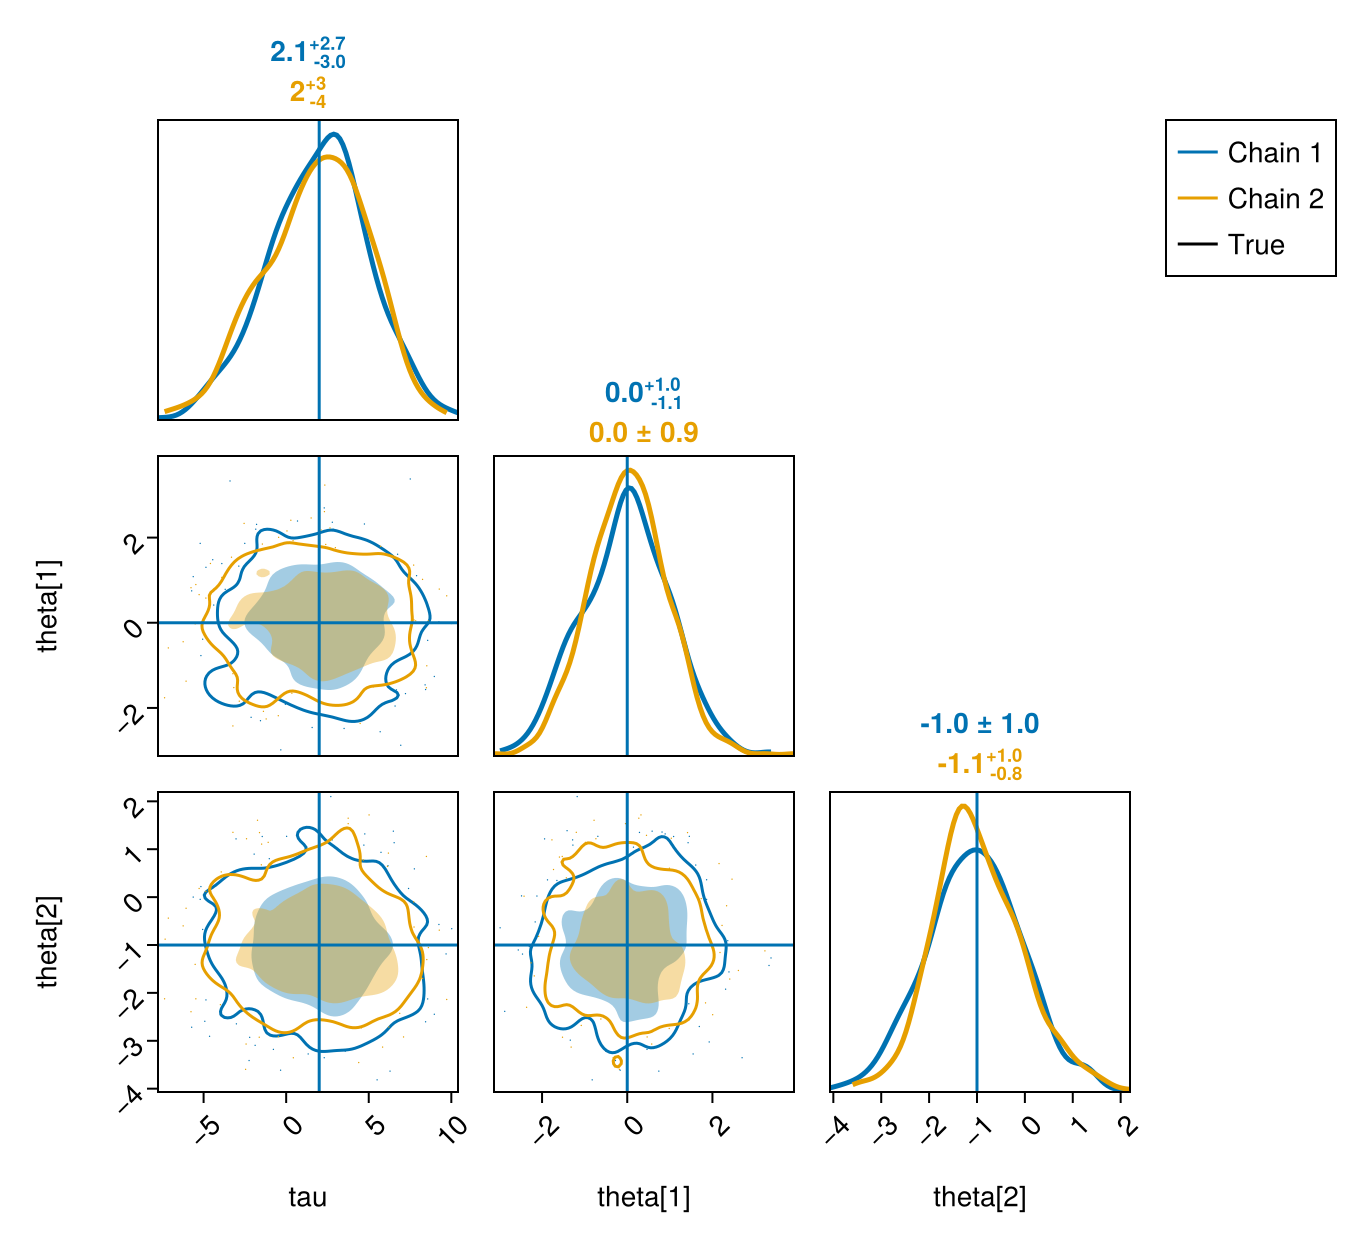 2.1+2.7-3.0
2+3-4
Chain 1
Chain 2
True
0.0+1.0-1.1
0.0 ± 0.9
theta[1]
2
0
−2
-1.0 ± 1.0
-1.1+1.0-0.8
theta[2]
2
1
0
−1
−2
−3
−4
−5 0 5 10
−2 0 2
−4 −3 −2 −1 0 1 2
tau
theta[1]
theta[2]